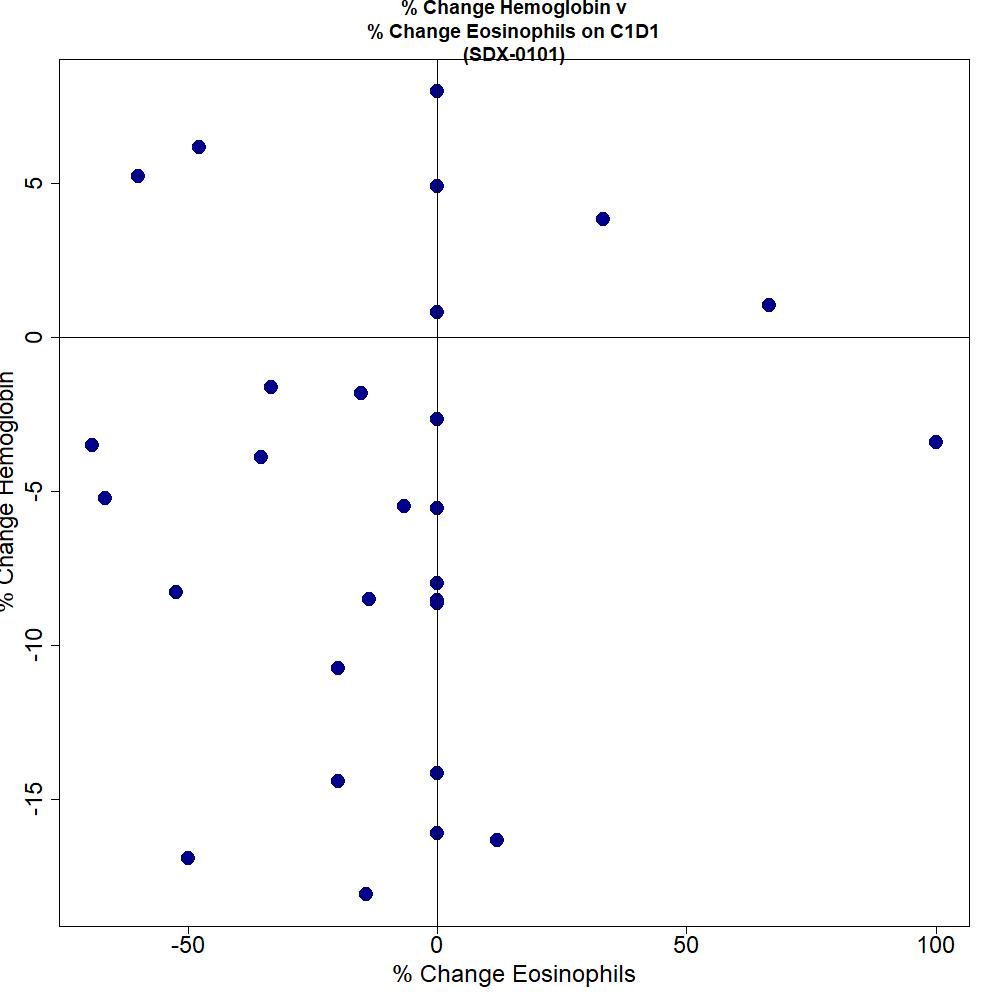 % Change Hemoglobin v
% Change Eosinophils on C1D1
(SDX-0101)
% Change Hemoglobin
5
0
-5
-10
-15
-50
0
50
100
% Change Eosinophils